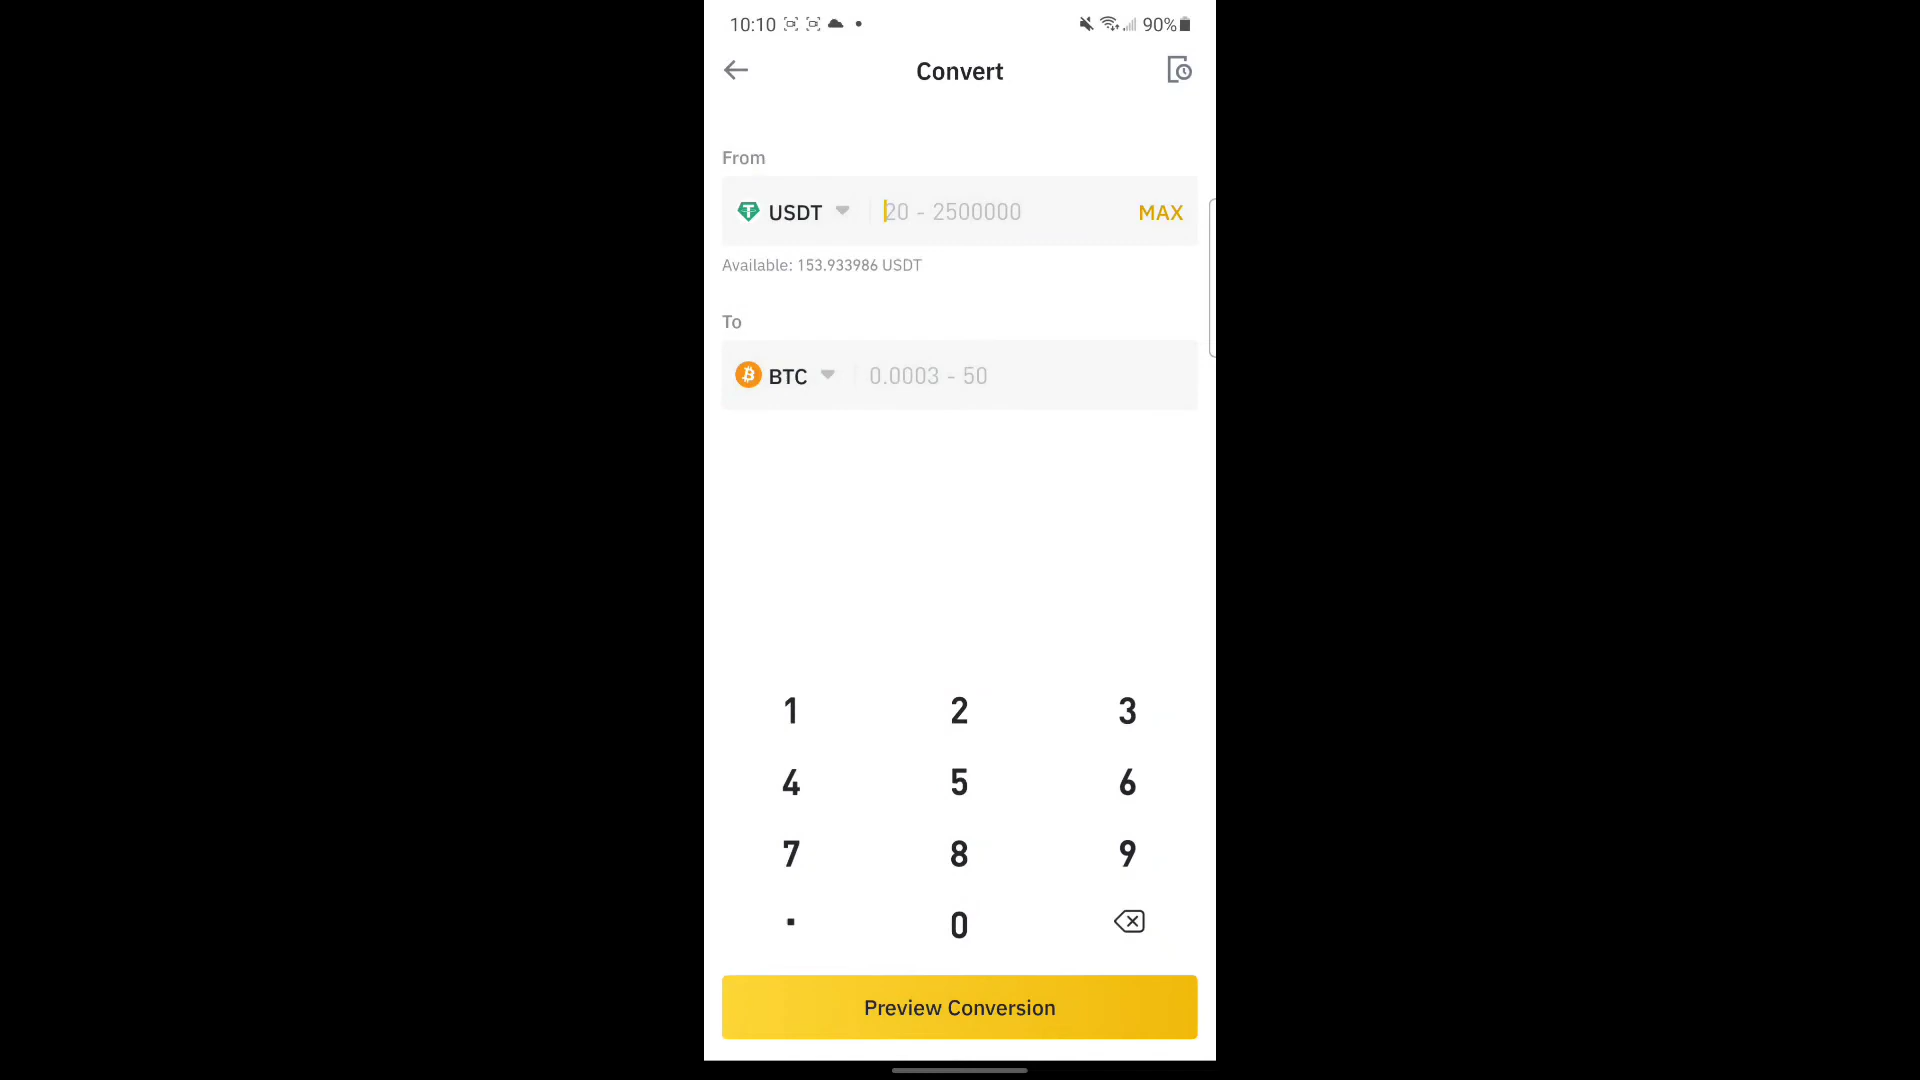 10:10 90%
Convert
From
USDT 20 - 2500000 MAX
Available: 153.933986 USDT
To
BTC 0.0003 - 50
1 2 3
4 5 6
7 8 9
. 0
Preview Conversion